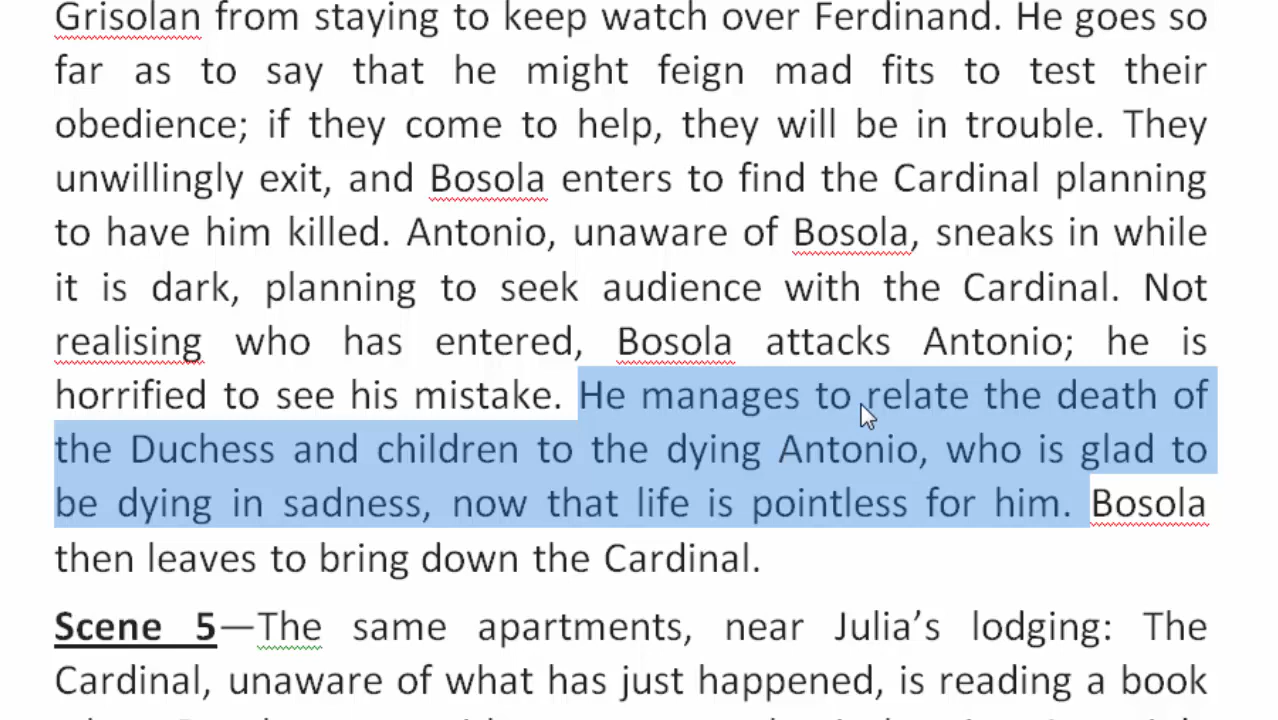 Grisolan from staying to keep watch over Ferdinand. He goes so
far as to say that he might feign mad fits to test their
obedience; if they come to help, they will be in trouble. They
unwillingly exit, and Bosola enters to find the Cardinal planning
to have him killed. Antonio, unaware of Bosola, sneaks in while
it is dark, planning to seek audience with the Cardinal. Not
realising who has entered, Bosola attacks Antonio; he is
horrified to see his mistake. He manages to relate the death of
the Duchess and children to the dying Antonio, who is glad to
be dying in sadness, now that life is pointless for him. Bosola
then leaves to bring down the Cardinal.
Scene 5—The same apartments, near Julia’s lodging: The
Cardinal, unaware of what has just happened, is reading a book